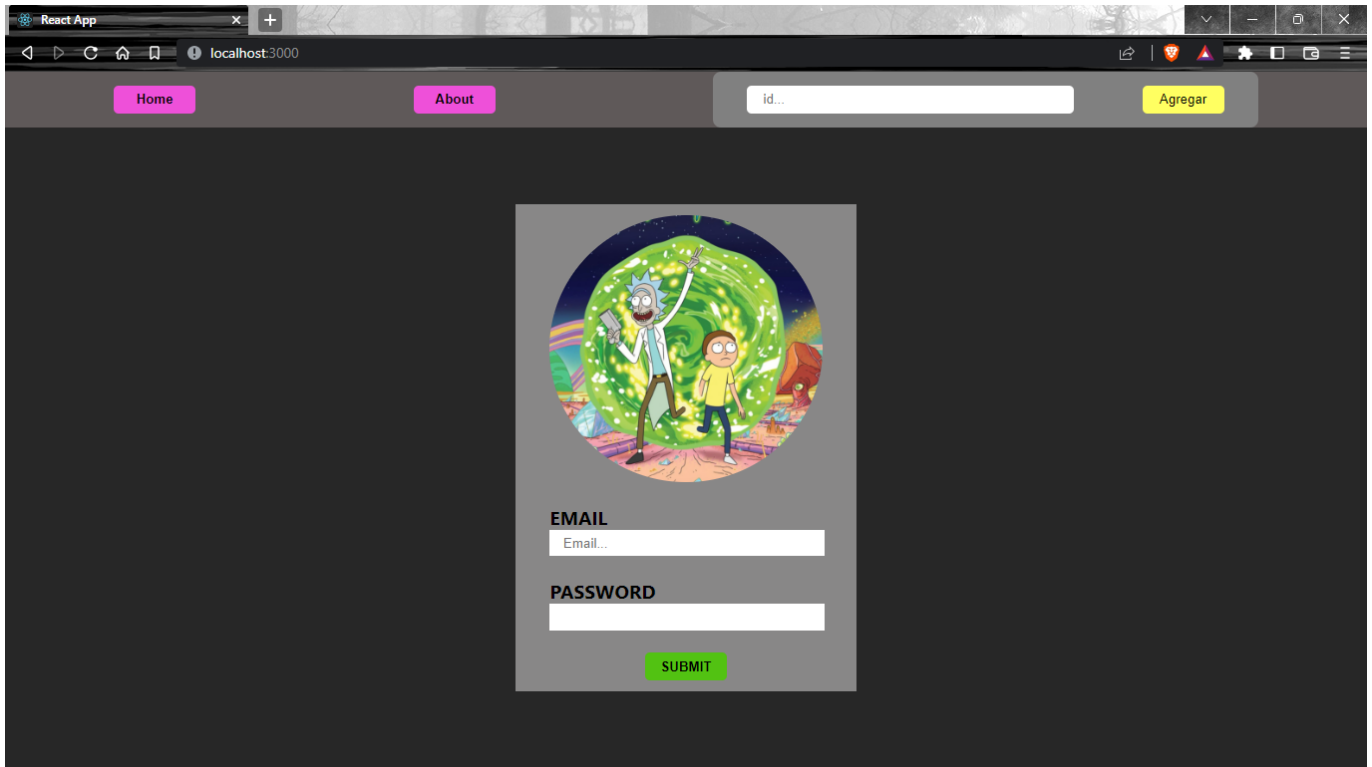 React App
localhost:3000
Home
About
id...
Agregar
EMAIL
Email...
PASSWORD
SUBMIT